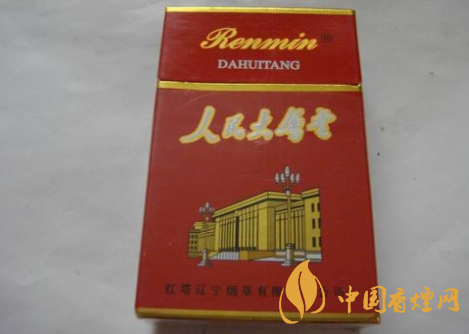 Renmin®
DAHUITANG
人民大会堂
红塔辽宁烟草有限
中国香烟网